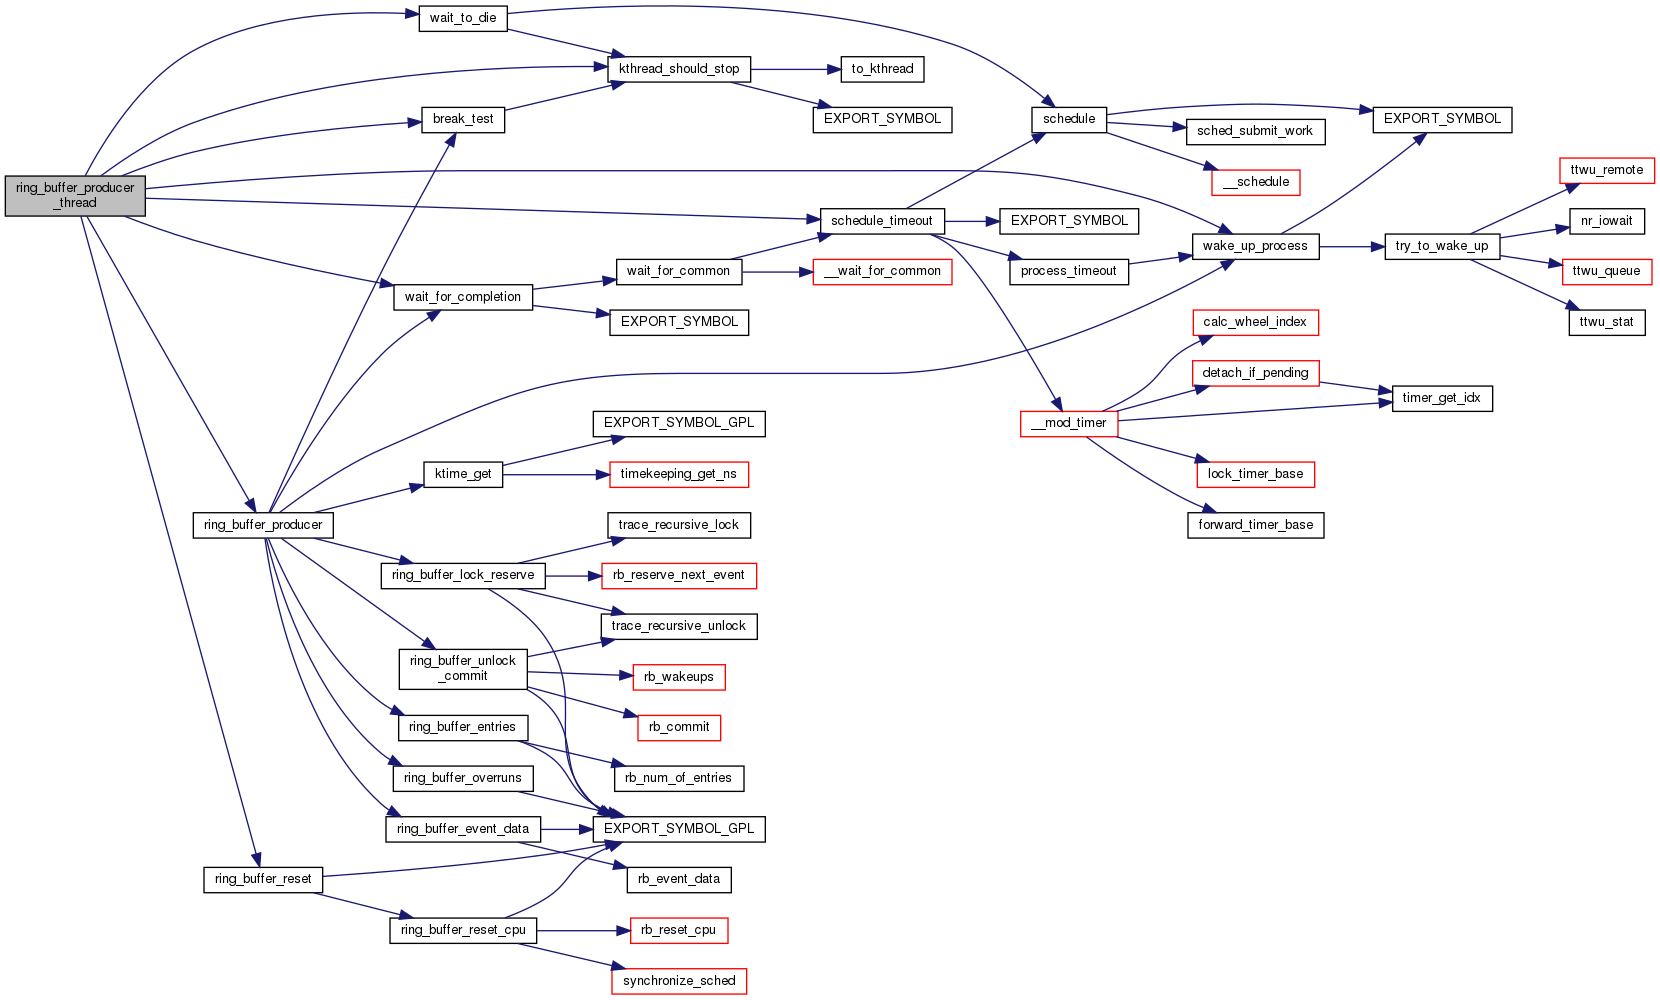 wait_to_die
kthread_should_stop
to_kthread
break_test
EXPORT_SYMBOL
schedule
EXPORT_SYMBOL
sched_submit_work
__schedule
ttwu_remote
ring_buffer_producer
_thread
schedule_timeout
EXPORT_SYMBOL
nr_iowait
wake_up_process
try_to_wake_up
wait_for_common
__wait_for_common
process_timeout
ttwu_queue
wait_for_completion
EXPORT_SYMBOL
calc_wheel_index
ttwu_stat
detach_if_pending
timer_get_idx
EXPORT_SYMBOL_GPL
__mod_timer
ktime_get
timekeeping_get_ns
lock_timer_base
ring_buffer_producer
trace_recursive_lock
forward_timer_base
ring_buffer_lock_reserve
rb_reserve_next_event
trace_recursive_unlock
ring_buffer_unlock
_commit
rb_wakeups
ring_buffer_entries
rb_commit
ring_buffer_overruns
rb_num_of_entries
ring_buffer_event_data
EXPORT_SYMBOL_GPL
ring_buffer_reset
rb_event_data
ring_buffer_reset_cpu
rb_reset_cpu
synchronize_sched